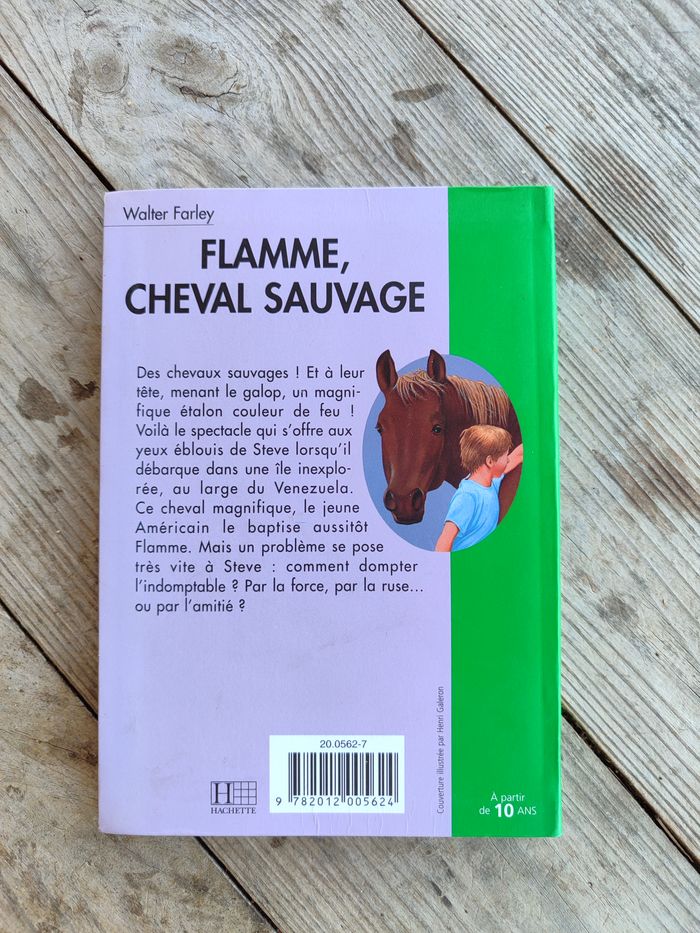 Walter Farley
FLAMME,
CHEVAL SAUVAGE
Des chevaux sauvages ! Et à leur
tête, menant le galop, un magni-
fique étalon couleur de feu !
Voilà le spectacle qui s'offre aux
yeux éblouis de Steve lorsqu'il
débarque dans une île inexplo-
rée, au large du Venezuela.
Ce cheval magnifique, le jeune
Américain le baptise aussitôt
Flamme. Mais un problème se pose
très vite à Steve : comment dompter
l'indomptable ? Par la force, par la ruse...
ou par l'amitié ?
Couverture illustrée par Henri Galeron
20.0562-7
9 782012 005624
H
HACHETTE
À partir
de 10 ANS